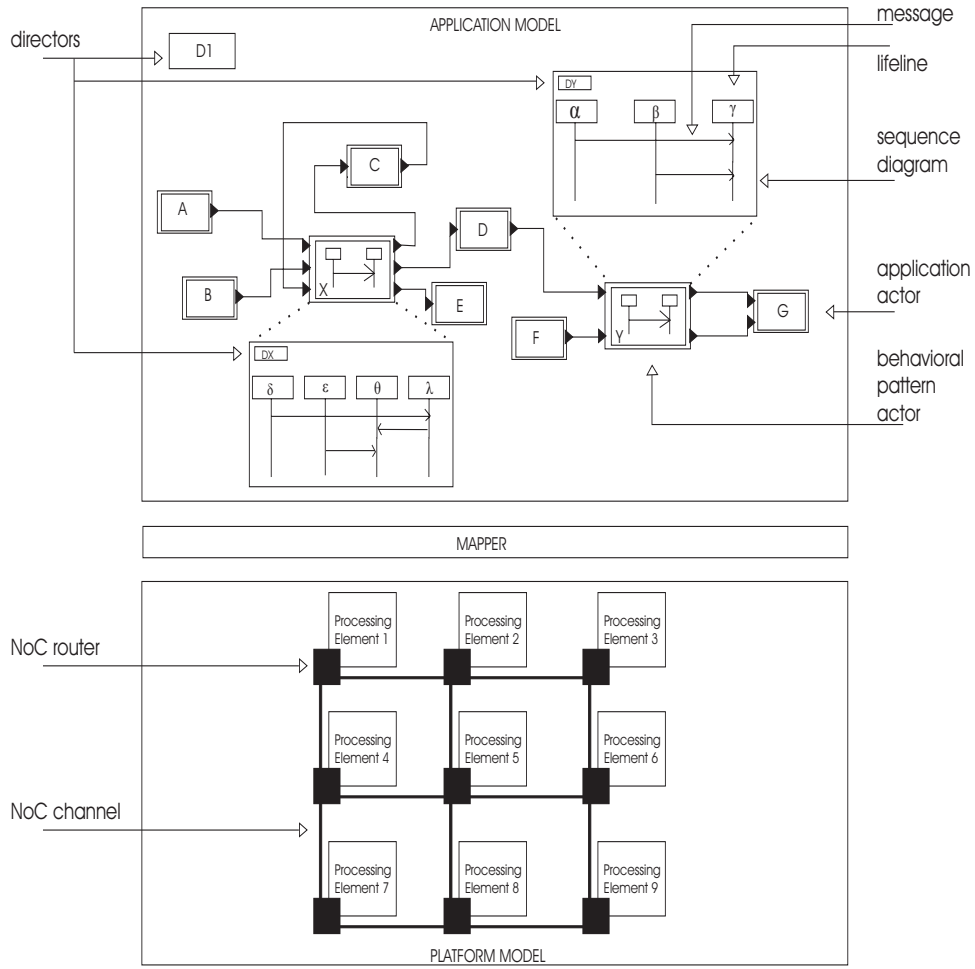 APPLICATION MODEL
message
directors
D1
lifeline
DY
α β γ
sequence
diagram
C
A
D
B
X
E
application
actor
G
F
Y
DX
behavioral
pattern
actor
δ ε θ λ
MAPPER
Processing
Element 1
Processing
Element 2
Processing
Element 3
NoC router
Processing
Element 4
Processing
Element 5
Processing
Element 6
NoC channel
Processing
Element 7
Processing
Element 8
Processing
Element 9
PLATFORM MODEL